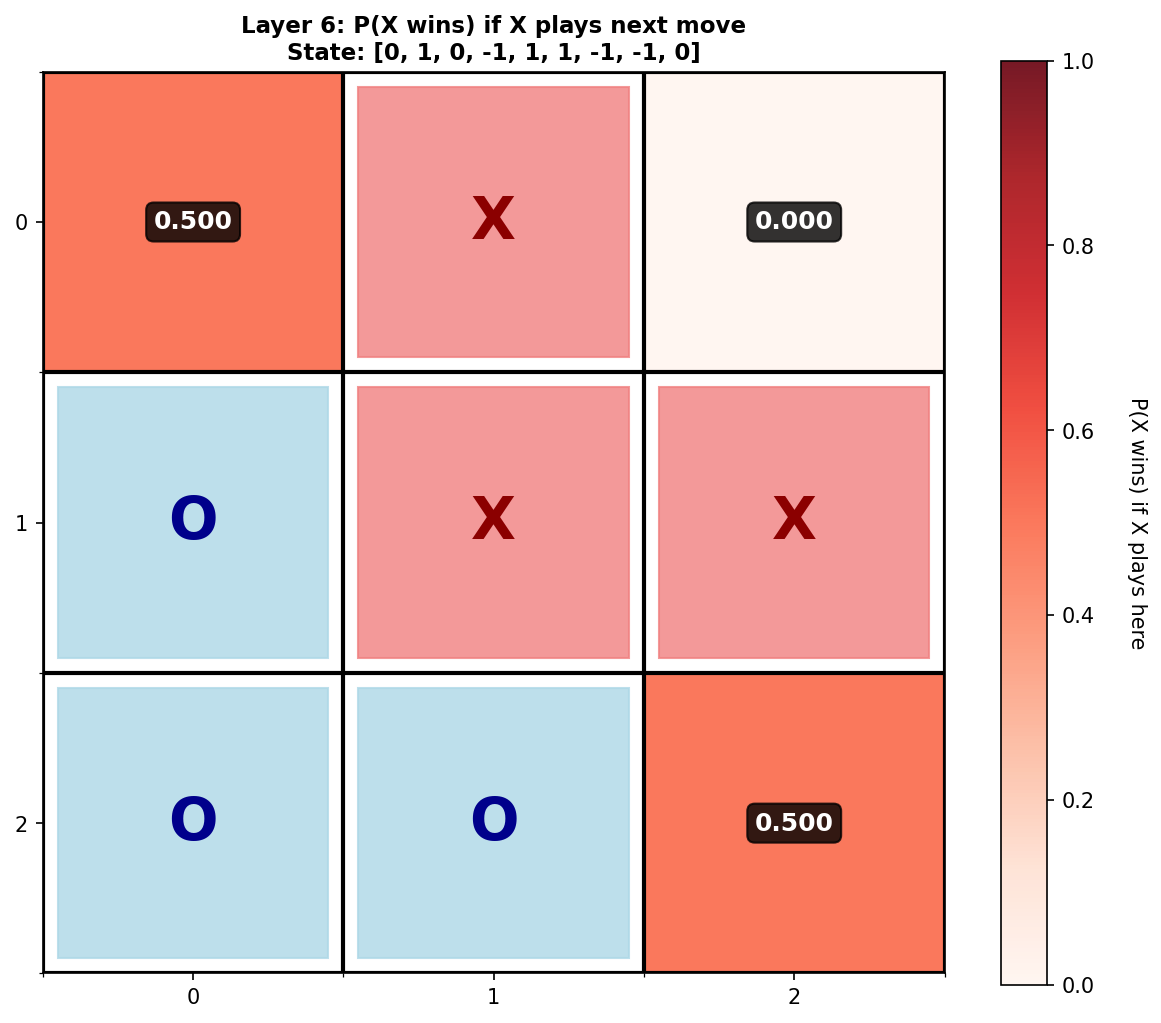 Layer 6: P(X wins) if X plays next move
State: [0, 1, 0, -1, 1, 1, -1, -1, 0]
0.500
X
0.000
O
X
X
O
O
0.500
0
1
2
0
1
2
1.0
0.8
0.6
0.4
0.2
0.0
P(X wins) if X plays here